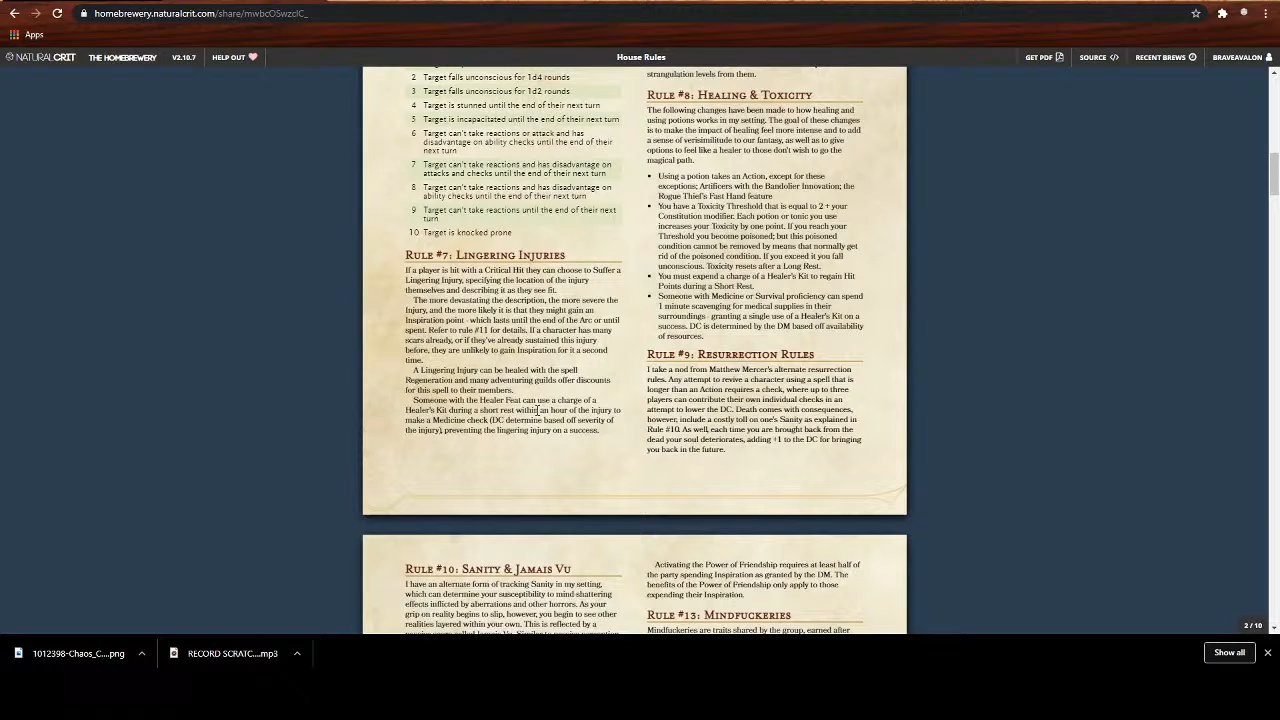 homebrewery.naturalcrit.com/share/mwbcOSwzclC_
Apps
NATURALCRIT
THE HOMEBREWERY
V2.10.7
HELP OUT
House Rules
GET PDF
SOURCE
RECENT BREWS
BRAVEAVALON
2 Target falls unconscious for 1d4 rounds
3 Target falls unconscious for 1d2 rounds
4 Target is stunned until the end of their next turn
5 Target is incapacitated until the end of their next turn
6 Target can't take reactions or attack and has
disadvantage on ability checks until the end of their
next turn
7 Target can't take reactions and has disadvantage on
attacks and checks until the end of their next turn
8 Target can't take reactions and has disadvantage on
ability checks until the end of their next turn
9 Target can't take reactions until the end of their next
turn
10 Target is knocked prone
Rule #7: Lingering Injuries
If a player is hit with a Critical Hit they can choose to Suffer a
Lingering Injury, specifying the location of the injury
themselves and describing it as they see fit.
The more devastating the description, the more severe the
Injury, and the more likely it is that they might gain an
Inspiration point--which lasts until the end of the Arc or until
spent. Refer to rule #11 for details. If a character has many
scars already, or if they've already sustained this injury
before, they are unlikely to gain Inspiration for it a second
time.
A Lingering Injury can be healed with the spell
Regeneration and many adventuring guilds offer discounts
for this spell to their members.
Someone with the Healer Feat can use a charge of a
Healer's Kit during a short rest within an hour of the injury to
make a Medicine check (DC determine based off severity of
the injury), preventing the lingering injury on a success.
strangulation levels from them.
Rule #8: Healing & Toxicity
The following changes have been made to how healing and
using potions works in my setting. The goal of these changes
is to make the impact of healing feel more intense and to add
a sense of verisimilitude to our fantasy, as well as to give
options to feel like a healer to those don't wish to go the
magical path.
• Using a potion takes an Action, except for these
exceptions; Artificers with the Bandolier Innovation; the
Rogue Thief's Fast Hand feature
• You have a Toxicity Threshold that is equal to 2 + your
Constitution modifier. Each potion or tonic you use
increases your Toxicity by one point. If you reach your
Threshold you become poisoned; but this poisoned
condition cannot be removed by means that normally get
rid of the poisoned condition. If you exceed it you fall
unconscious. Toxicity resets after a Long Rest.
• You must expend a charge of a Healer's Kit to regain Hit
Points during a Short Rest.
• Someone with Medicine or Survival proficiency can spend
1 minute scavenging for medical supplies in their
surroundings--granting a single use of a Healer's Kit on a
success. DC is determined by the DM based off availability
of resources.
Rule #9: Resurrection Rules
I take a nod from Matthew Mercer's alternate resurrection
rules. Any attempt to revive a character using a spell that is
longer than an Action requires a check, where up to three
players can contribute their own individual checks in an
attempt to lower the DC. Death comes with consequences,
however, include a costly toll on one's Sanity as explained in
Rule #10. As well, each time you are brought back from the
dead your soul deteriorates, adding +1 to the DC for bringing
you back in the future.
Rule #10: Sanity & Jamais Vu
I have an alternate form of tracking Sanity in my setting,
which can determine your susceptibility to mind-shattering
effects inflicted by aberrations and other horrors. As your
grip on reality begins to slip, however, you begin to see other
realities layered within your own. This is reflected by a
Activating the Power of Friendship requires at least half of
the party spending Inspiration as granted by the DM. The
benefits of the Power of Friendship only apply to those
expending their Inspiration.
Rule #13: Mindfuckeries
Mindfuckeries are traits shared by the group, earned after
2 / 10
1012398-Chaos_C....png
RECORD SCRATC....mp3
Show all